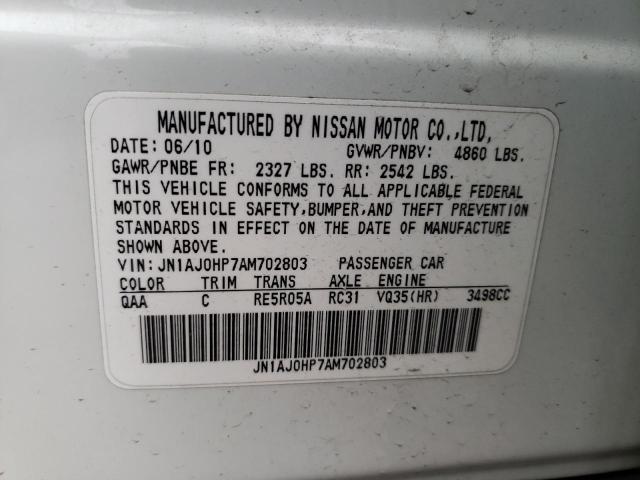 MANUFACTURED BY NISSAN MOTOR CO.,LTD,
DATE: 06/10 GVWR/PNBV: 4860 LBS.
GAWR/PNBE FR: 2327 LBS. RR: 2542 LBS.
THIS VEHICLE CONFORMS TO ALL APPLICABLE FEDERAL
MOTOR VEHICLE SAFETY,BUMPER,AND THEFT PREVENTION
STANDARDS IN EFFECT ON THE DATE OF MANUFACTURE
SHOWN ABOVE.
VIN:JN1AJ0HP7AM702803 PASSENGER CAR
COLOR TRIM TRANS AXLE ENGINE
QAA C RE5R05A RC31 VQ35(HR) 3498CC
JN1AJ0HP7AM702803